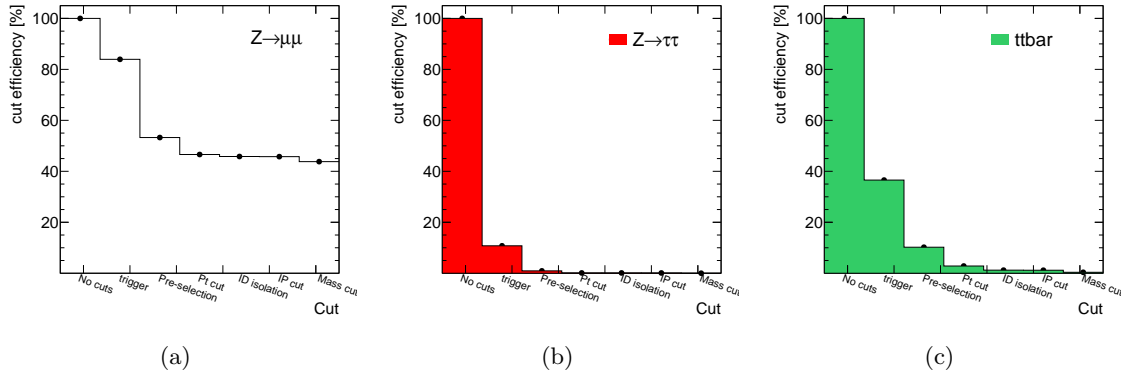 cut efficiency [%]
100
80
60
40
20
Z→μμ
No cuts
trigger
Pre-selection
Pt cut
ID isolation
IP cut
Mass cut
Cut
(a)
cut efficiency [%]
100
80
60
40
20
Z→ττ
No cuts
trigger
Pre-selection
Pt cut
ID isolation
IP cut
Mass cut
Cut
(b)
cut efficiency [%]
100
80
60
40
20
ttbar
No cuts
trigger
Pre-selection
Pt cut
ID isolation
IP cut
Mass cut
Cut
(c)